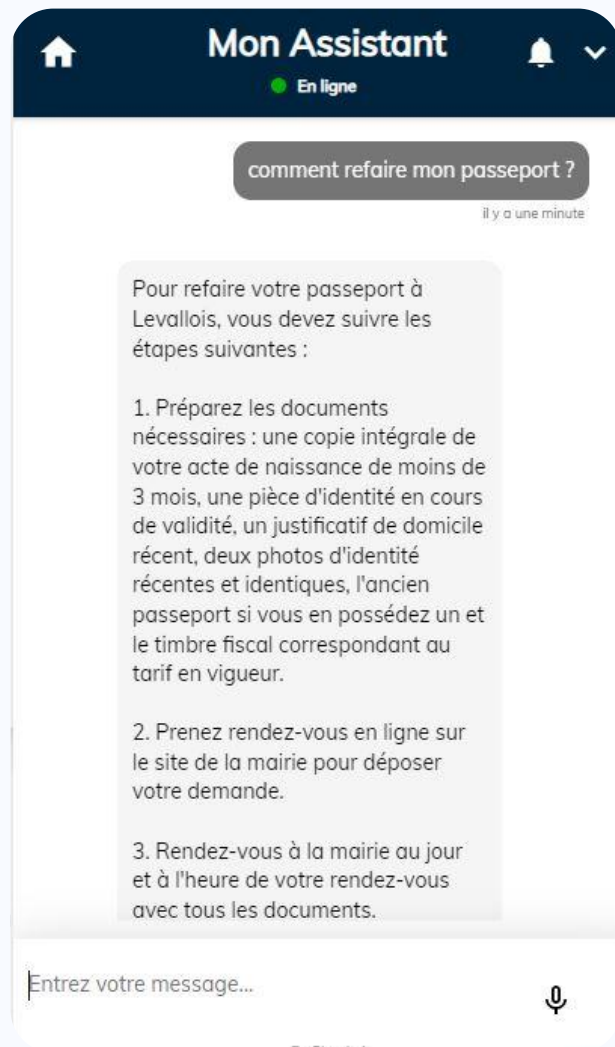 Mon Assistant
En ligne
comment refaire mon passeport ?
il y a une minute
Pour refaire votre passeport à
Levallois, vous devez suivre les
étapes suivantes :
1. Préparez les documents
nécessaires : une copie intégrale de
votre acte de naissance de moins de
3 mois, une pièce d'identité en cours
de validité, un justificatif de domicile
récent, deux photos d'identité
récentes et identiques, l'ancien
passeport si vous en possédez un et
le timbre fiscal correspondant au
tarif en vigueur.
2. Prenez rendez-vous en ligne sur
le site de la mairie pour déposer
votre demande.
3. Rendez-vous à la mairie au jour
et à l'heure de votre rendez-vous
avec tous les documents.
Entrez votre message...